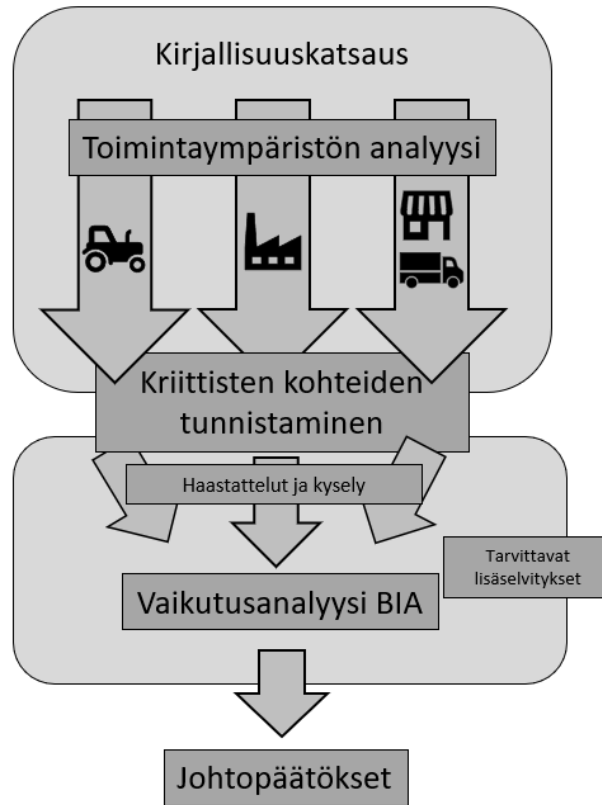 Kirjallisuuskatsaus
Toimintaympäristön analyysi
Kriittisten kohteiden
tunnistaminen
Haastattelut ja kysely
Tarvittavat
lisäselvitykset
Vaikutusanalyysi BIA
Johtopäätökset